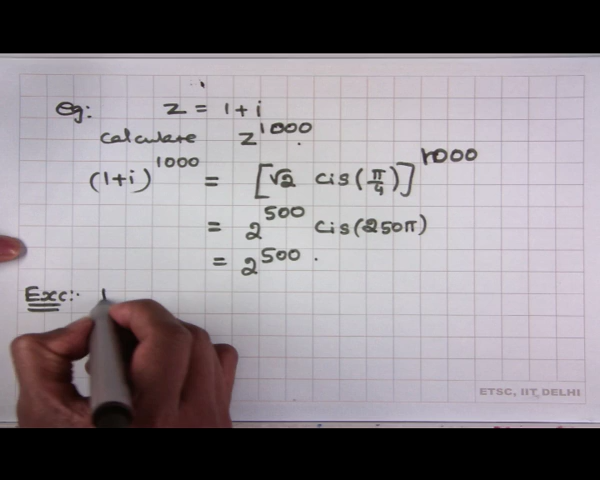 eg: z = 1 + i
calculate z^1000.
(1+i)^1000 = [√2 cis(π/4)]^1000
= 2^500 cis(250π)
= 2^500.
Exc:
ETSC, IIT DELHI